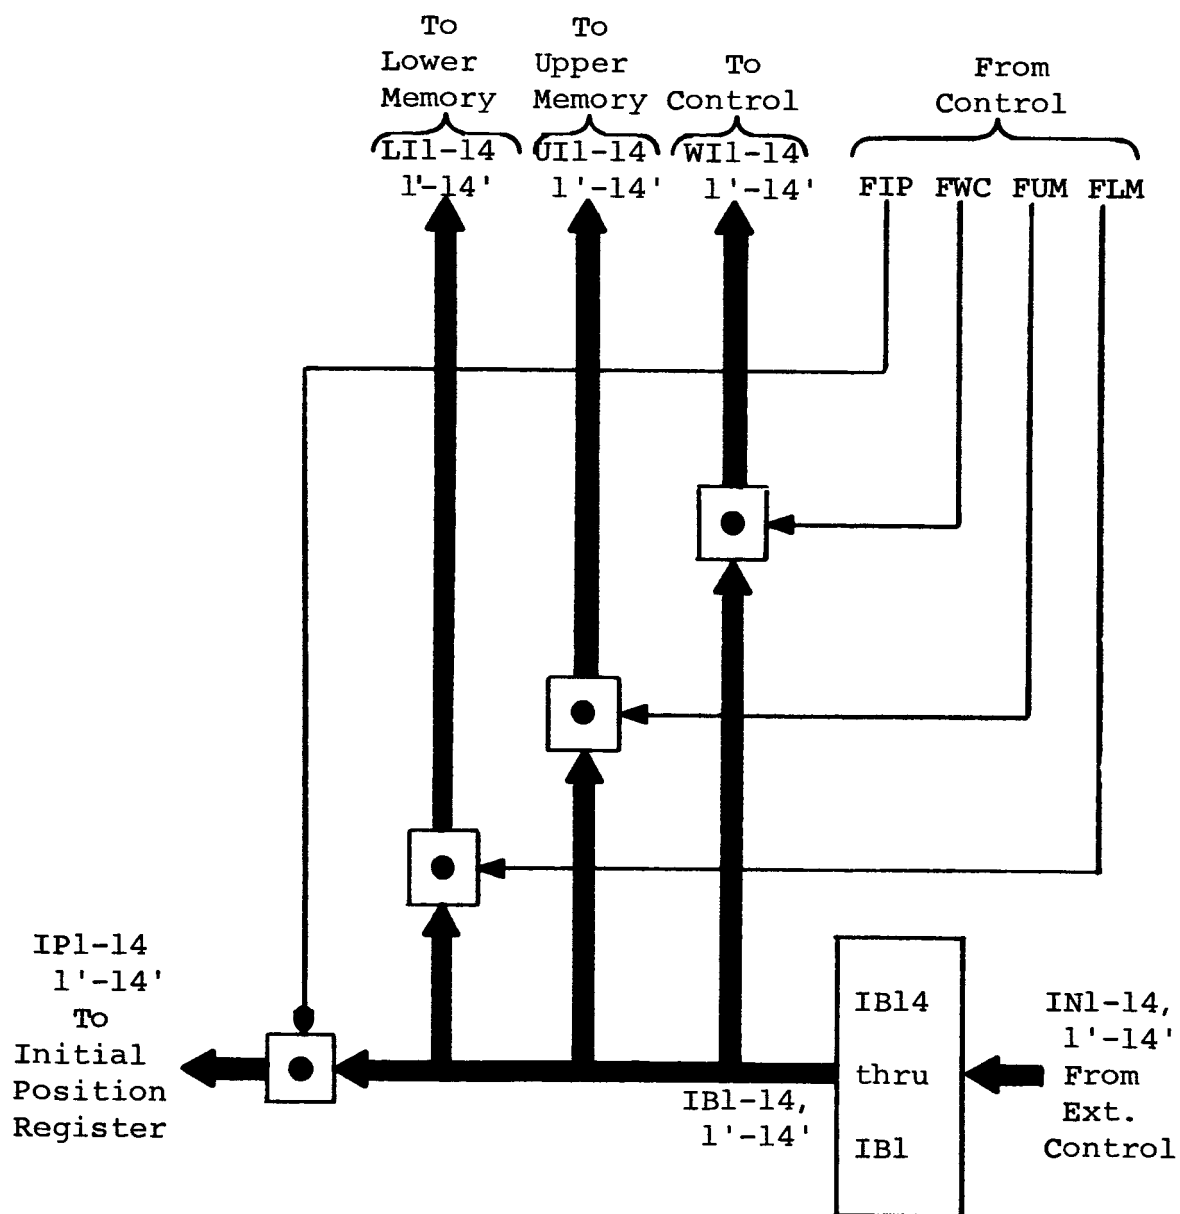 To
Lower
Memory
LI1-14
1'-14'
To
Upper
Memory
UI1-14
1'-14'
To
Control
WI1-14
1'-14'
From
Control
FIP FWC FUM FLM
IP1-14
1'-14'
To
Initial
Position
Register
IB1-14,
1'-14'
IB14
thru
IB1
IN1-14,
1'-14'
From
Ext.
Control